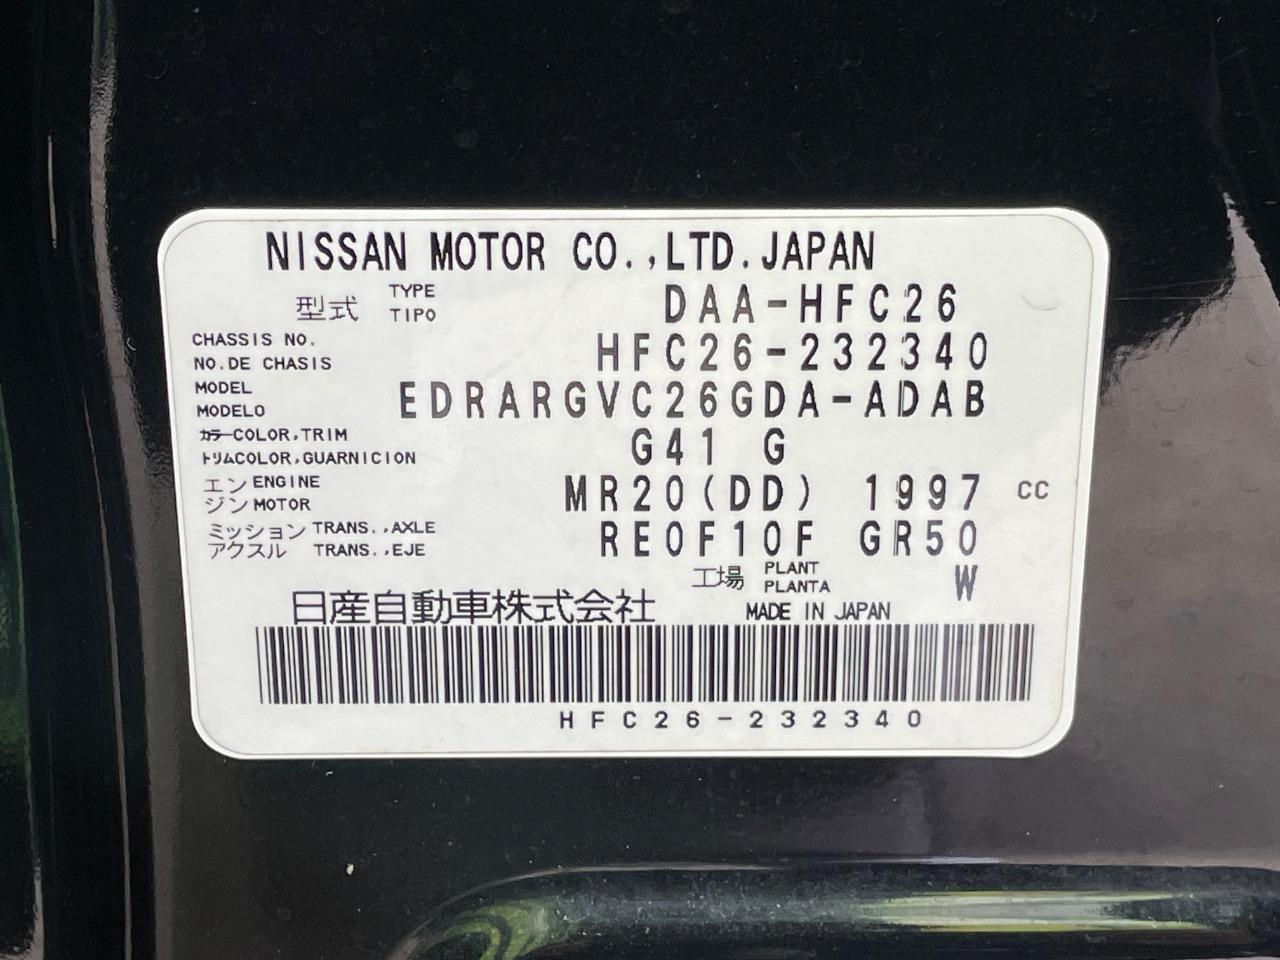 NISSAN MOTOR CO.,LTD.JAPAN
型式 TYPE TIPO DAA-HFC26
CHASSIS NO. NO.DE CHASIS HFC26-232340
MODEL MODELO EDRARGVC26GDA-ADAB
カラーCOLOR,TRIM トリムCOLOR,GUARNICION G41 G
エンジン ENGINE MOTOR MR20(DD) 1997 CC
ミッション TRANS.,AXLE アクスル TRANS.,EJE RE0F10F GR50
工場 PLANT PLANTA W
日産自動車株式会社 MADE IN JAPAN
HFC26-232340